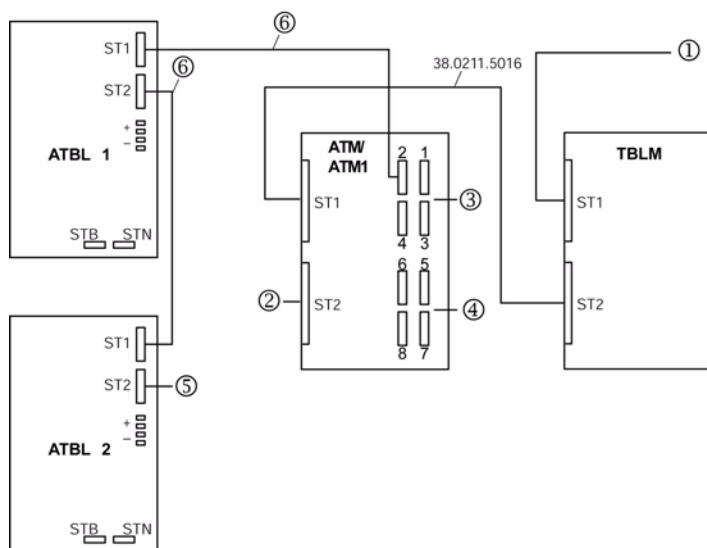 ST1
⑥
①
ST2
⑥
38.0211.5016
+
−
ATBL 1
ATM/
ATM1
2 1
TBLM
ST1
③
ST1
4 3
STB STN
6 5
②
ST2
④
ST2
8 7
ST1
ST2
⑤
+
−
ATBL 2
STB STN